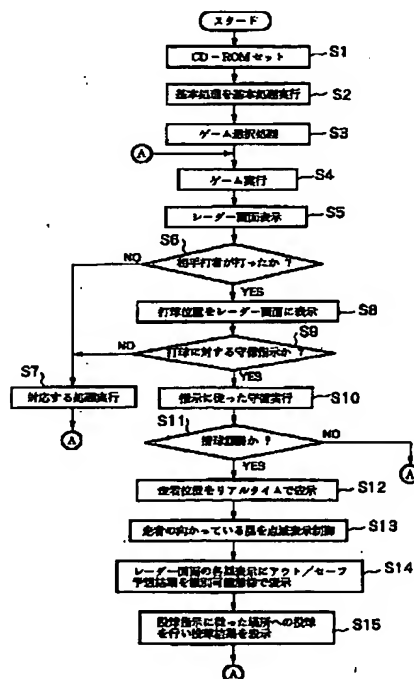 スタート
CD-ROMセット
S1
基本処理を基本処理実行
S2
ゲーム選択処理
S3
A
ゲーム実行
S4
レーダー画面表示
S5
S6
相手打者が打ったか?
NO
YES
打球位置をレーダー画面に表示
S8
S9
打球に対する守備指示か?
NO
YES
S7
対応する処理実行
A
指示に従った守備実行
S10
S11
捕球
か?
NO
A
YES
走者位置をリアルタイムで表示
S12
走者の向かっている塁を点滅表示制御
S13
レーダー画面の各塁表示にアウト/セーフ
予想結果を識別可能
で表示
S14
投球指示に従った場所への投球
を行い投球結果を表示
S15
A